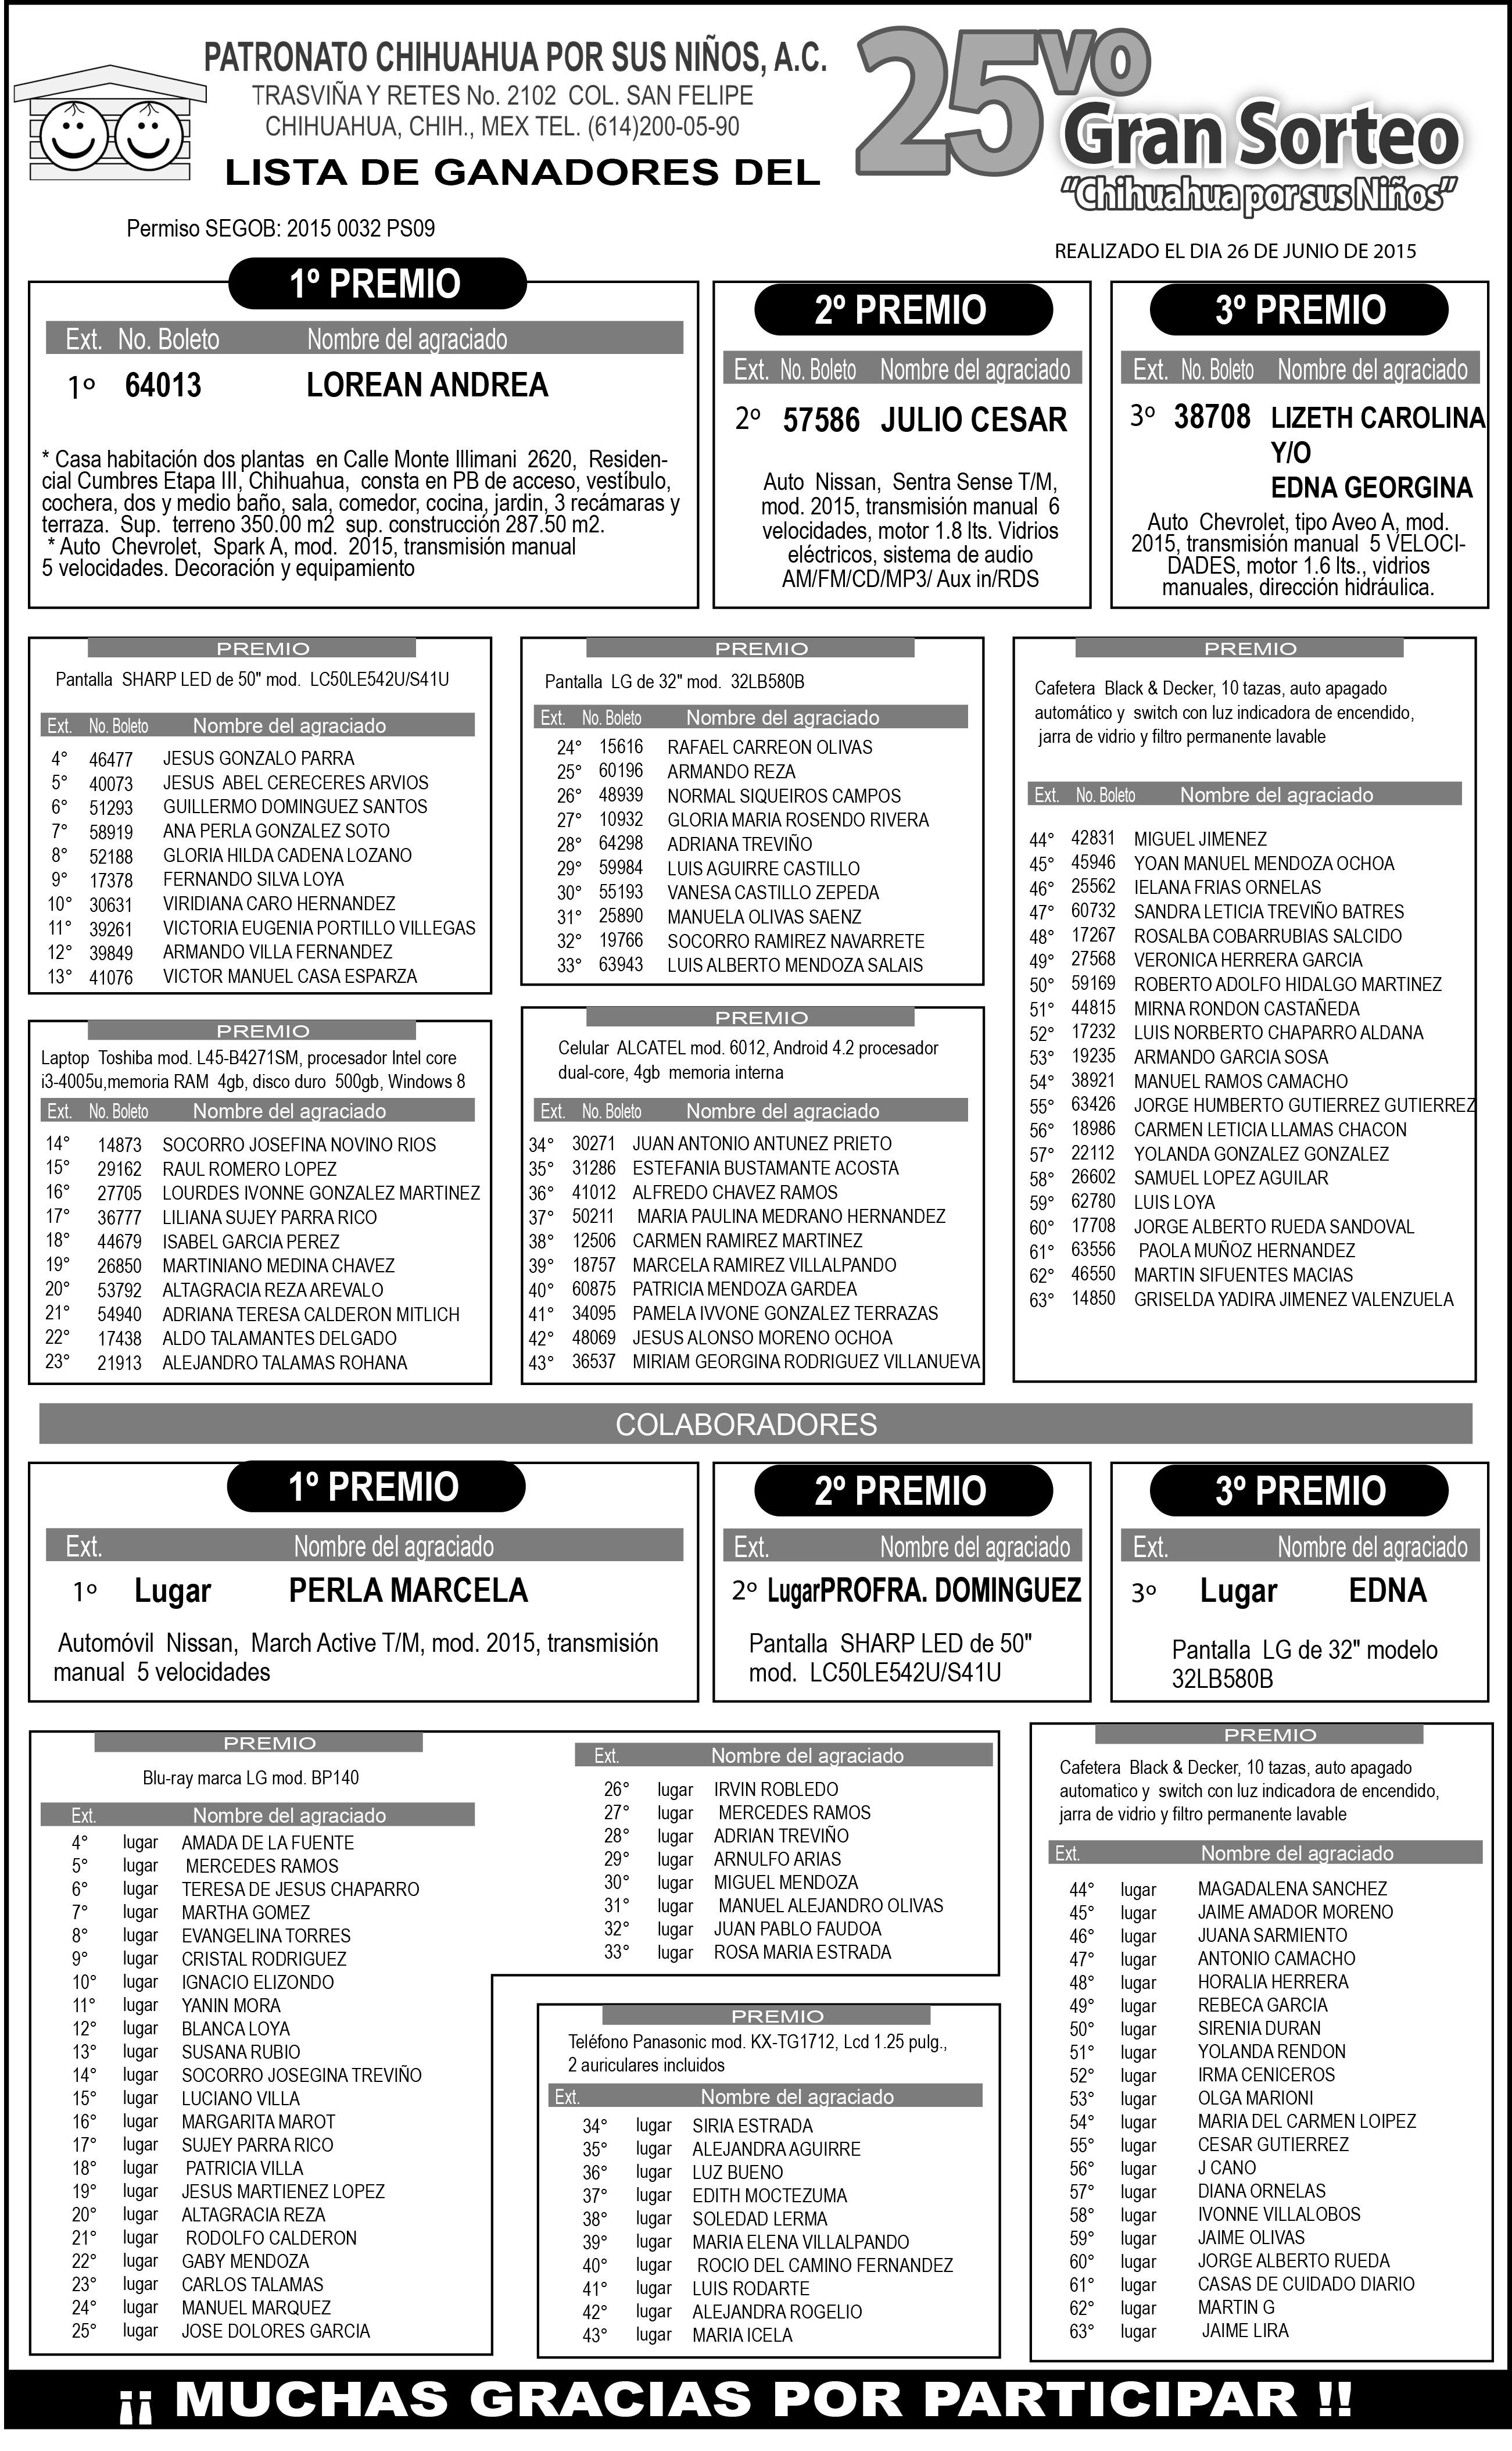 PATRONATO CHIHUAHUA POR SUS NIÑOS, A.C.
TRASVIÑA Y RETES No. 2102 COL. SAN FELIPE
CHIHUAHUA, CHIH., MEX TEL. (614)200-05-90
LISTA DE GANADORES DEL
25vo
Gran Sorteo
"Chihuahua por sus Niños"
Permiso SEGOB: 2015 0032 PS09
REALIZADO EL DIA 26 DE JUNIO DE 2015
1º PREMIO
Ext. No. Boleto Nombre del agraciado
1º 64013 LOREAN ANDREA
* Casa habitación dos plantas en Calle Monte Illimani 2620, Residen-
cial Cumbres Etapa III, Chihuahua, consta en PB de acceso, vestíbulo,
cochera, dos y medio baño, sala, comedor, cocina, jardin, 3 recámaras y
terraza. Sup. terreno 350.00 m2 sup. construcción 287.50 m2.
* Auto Chevrolet, Spark A, mod. 2015, transmisión manual
5 velocidades. Decoración y equipamiento
2º PREMIO
Ext. No. Boleto Nombre del agraciado
2º 57586 JULIO CESAR
Auto Nissan, Sentra Sense T/M,
mod. 2015, transmisión manual 6
velocidades, motor 1.8 lts. Vidrios
eléctricos, sistema de audio
AM/FM/CD/MP3/ Aux in/RDS
3º PREMIO
Ext. No. Boleto Nombre del agraciado
3º 38708 LIZETH CAROLINA
Y/O
EDNA GEORGINA
Auto Chevrolet, tipo Aveo A, mod.
2015, transmisión manual 5 VELOCI-
DADES, motor 1.6 lts., vidrios
manuales, dirección hidráulica.
PREMIO
Pantalla SHARP LED de 50" mod. LC50LE542U/S41U
Ext. No. Boleto Nombre del agraciado
4° 46477 JESUS GONZALO PARRA
5° 40073 JESUS ABEL CERECERES ARVIOS
6° 51293 GUILLERMO DOMINGUEZ SANTOS
7° 58919 ANA PERLA GONZALEZ SOTO
8° 52188 GLORIA HILDA CADENA LOZANO
9° 17378 FERNANDO SILVA LOYA
10° 30631 VIRIDIANA CARO HERNANDEZ
11° 39261 VICTORIA EUGENIA PORTILLO VILLEGAS
12° 39849 ARMANDO VILLA FERNANDEZ
13° 41076 VICTOR MANUEL CASA ESPARZA
PREMIO
Laptop Toshiba mod. L45-B4271SM, procesador Intel core
i3-4005u,memoria RAM 4gb, disco duro 500gb, Windows 8
Ext. No. Boleto Nombre del agraciado
14° 14873 SOCORRO JOSEFINA NOVINO RIOS
15° 29162 RAUL ROMERO LOPEZ
16° 27705 LOURDES IVONNE GONZALEZ MARTINEZ
17° 36777 LILIANA SUJEY PARRA RICO
18° 44679 ISABEL GARCIA PEREZ
19° 26850 MARTINIANO MEDINA CHAVEZ
20° 53792 ALTAGRACIA REZA AREVALO
21° 54940 ADRIANA TERESA CALDERON MITLICH
22° 17438 ALDO TALAMANTES DELGADO
23° 21913 ALEJANDRO TALAMAS ROHANA
PREMIO
Pantalla LG de 32" mod. 32LB580B
Ext. No. Boleto Nombre del agraciado
24° 15616 RAFAEL CARREON OLIVAS
25° 60196 ARMANDO REZA
26° 48939 NORMAL SIQUEIROS CAMPOS
27° 10932 GLORIA MARIA ROSENDO RIVERA
28° 64298 ADRIANA TREVIÑO
29° 59984 LUIS AGUIRRE CASTILLO
30° 55193 VANESA CASTILLO ZEPEDA
31° 25890 MANUELA OLIVAS SAENZ
32° 19766 SOCORRO RAMIREZ NAVARRETE
33° 63943 LUIS ALBERTO MENDOZA SALAIS
PREMIO
Celular ALCATEL mod. 6012, Android 4.2 procesador
dual-core, 4gb memoria interna
Ext. No. Boleto Nombre del agraciado
34° 30271 JUAN ANTONIO ANTUNEZ PRIETO
35° 31286 ESTEFANIA BUSTAMANTE ACOSTA
36° 41012 ALFREDO CHAVEZ RAMOS
37° 50211 MARIA PAULINA MEDRANO HERNANDEZ
38° 12506 CARMEN RAMIREZ MARTINEZ
39° 18757 MARCELA RAMIREZ VILLALPANDO
40° 60875 PATRICIA MENDOZA GARDEA
41° 34095 PAMELA IVVONE GONZALEZ TERRAZAS
42° 48069 JESUS ALONSO MORENO OCHOA
43° 36537 MIRIAM GEORGINA RODRIGUEZ VILLANUEVA
PREMIO
Cafetera Black & Decker, 10 tazas, auto apagado
automático y switch con luz indicadora de encendido,
jarra de vidrio y filtro permanente lavable
Ext. No. Boleto Nombre del agraciado
44° 42831 MIGUEL JIMENEZ
45° 45946 YOAN MANUEL MENDOZA OCHOA
46° 25562 IELANA FRIAS ORNELAS
47° 60732 SANDRA LETICIA TREVIÑO BATRES
48° 17267 ROSALBA COBARRUBIAS SALCIDO
49° 27568 VERONICA HERRERA GARCIA
50° 59169 ROBERTO ADOLFO HIDALGO MARTINEZ
51° 44815 MIRNA RONDON CASTAÑEDA
52° 17232 LUIS NORBERTO CHAPARRO ALDANA
53° 19235 ARMANDO GARCIA SOSA
54° 38921 MANUEL RAMOS CAMACHO
55° 63426 JORGE HUMBERTO GUTIERREZ GUTIERREZ
56° 18986 CARMEN LETICIA LLAMAS CHACON
57° 22112 YOLANDA GONZALEZ GONZALEZ
58° 26602 SAMUEL LOPEZ AGUILAR
59° 62780 LUIS LOYA
60° 17708 JORGE ALBERTO RUEDA SANDOVAL
61° 63556 PAOLA MUÑOZ HERNANDEZ
62° 46550 MARTIN SIFUENTES MACIAS
63° 14850 GRISELDA YADIRA JIMENEZ VALENZUELA
COLABORADORES
1º PREMIO
Ext. Nombre del agraciado
1º Lugar PERLA MARCELA
Automóvil Nissan, March Active T/M, mod. 2015, transmisión
manual 5 velocidades
2º PREMIO
Ext. Nombre del agraciado
2º Lugar PROFRA. DOMINGUEZ
Pantalla SHARP LED de 50"
mod. LC50LE542U/S41U
3º PREMIO
Ext. Nombre del agraciado
3º Lugar EDNA
Pantalla LG de 32" modelo
32LB580B
PREMIO
Blu-ray marca LG mod. BP140
Ext. Nombre del agraciado
4° lugar AMADA DE LA FUENTE
5° lugar MERCEDES RAMOS
6° lugar TERESA DE JESUS CHAPARRO
7° lugar MARTHA GOMEZ
8° lugar EVANGELINA TORRES
9° lugar CRISTAL RODRIGUEZ
10° lugar IGNACIO ELIZONDO
11° lugar YANIN MORA
12° lugar BLANCA LOYA
13° lugar SUSANA RUBIO
14° lugar SOCORRO JOSEGINA TREVIÑO
15° lugar LUCIANO VILLA
16° lugar MARGARITA MAROT
17° lugar SUJEY PARRA RICO
18° lugar PATRICIA VILLA
19° lugar JESUS MARTIENEZ LOPEZ
20° lugar ALTAGRACIA REZA
21° lugar RODOLFO CALDERON
22° lugar GABY MENDOZA
23° lugar CARLOS TALAMAS
24° lugar MANUEL MARQUEZ
25° lugar JOSE DOLORES GARCIA
Ext. Nombre del agraciado
26° lugar IRVIN ROBLEDO
27° lugar MERCEDES RAMOS
28° lugar ADRIAN TREVIÑO
29° lugar ARNULFO ARIAS
30° lugar MIGUEL MENDOZA
31° lugar MANUEL ALEJANDRO OLIVAS
32° lugar JUAN PABLO FAUDOA
33° lugar ROSA MARIA ESTRADA
PREMIO
Teléfono Panasonic mod. KX-TG1712, Lcd 1.25 pulg.,
2 auriculares incluidos
Ext. Nombre del agraciado
34° lugar SIRIA ESTRADA
35° lugar ALEJANDRA AGUIRRE
36° lugar LUZ BUENO
37° lugar EDITH MOCTEZUMA
38° lugar SOLEDAD LERMA
39° lugar MARIA ELENA VILLALPANDO
40° lugar ROCIO DEL CAMINO FERNANDEZ
41° lugar LUIS RODARTE
42° lugar ALEJANDRA ROGELIO
43° lugar MARIA ICELA
PREMIO
Cafetera Black & Decker, 10 tazas, auto apagado
automatico y switch con luz indicadora de encendido,
jarra de vidrio y filtro permanente lavable
Ext. Nombre del agraciado
44° lugar MAGADALENA SANCHEZ
45° lugar JAIME AMADOR MORENO
46° lugar JUANA SARMIENTO
47° lugar ANTONIO CAMACHO
48° lugar HORALIA HERRERA
49° lugar REBECA GARCIA
50° lugar SIRENIA DURAN
51° lugar YOLANDA RENDON
52° lugar IRMA CENICEROS
53° lugar OLGA MARIONI
54° lugar MARIA DEL CARMEN LOIPEZ
55° lugar CESAR GUTIERREZ
56° lugar J CANO
57° lugar DIANA ORNELAS
58° lugar IVONNE VILLALOBOS
59° lugar JAIME OLIVAS
60° lugar JORGE ALBERTO RUEDA
61° lugar CASAS DE CUIDADO DIARIO
62° lugar MARTIN G
63° lugar JAIME LIRA
¡¡ MUCHAS GRACIAS POR PARTICIPAR !!